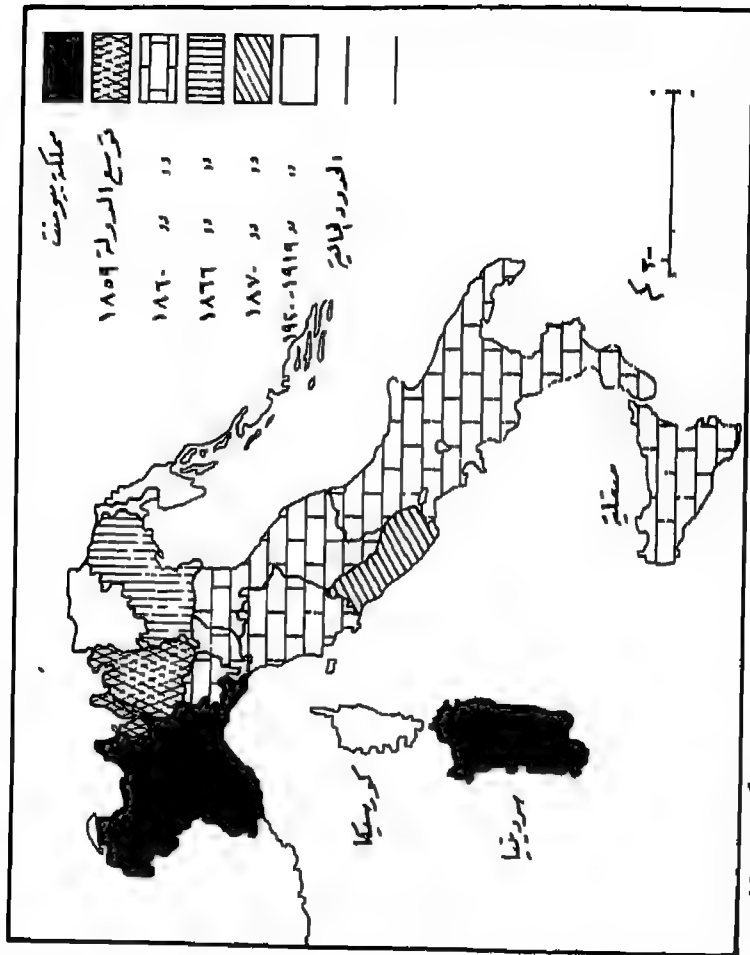 مملكة بيدمنت
توسع الدولة ١٨٥٩
" " ١٨٦٠
" " ١٨٦٦
" " ١٨٧٠
" " ١٩١٩-١٩٢٠
الحدود الحالية
كورسيكا
سردينيا
صقلية